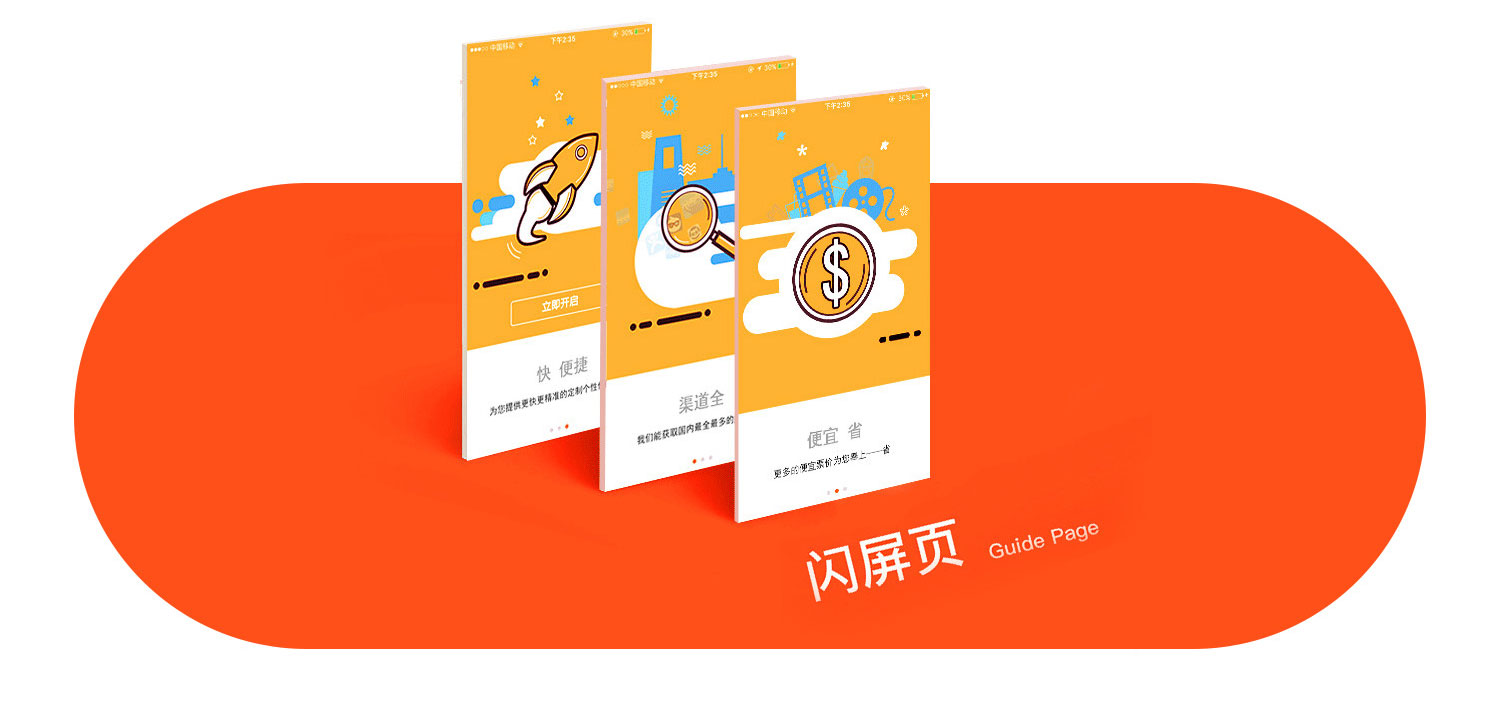 中国移动 下午2:35 30%
立即开启
快 便捷
为您提供更快更精准的定制个性
中国移动 下午2:35 30%
渠道全
我们能获取国内最全最多的
中国移动 下午2:35 30%
便宜 省
更多的便宜票价为您奉上——省
闪屏页 Guide Page